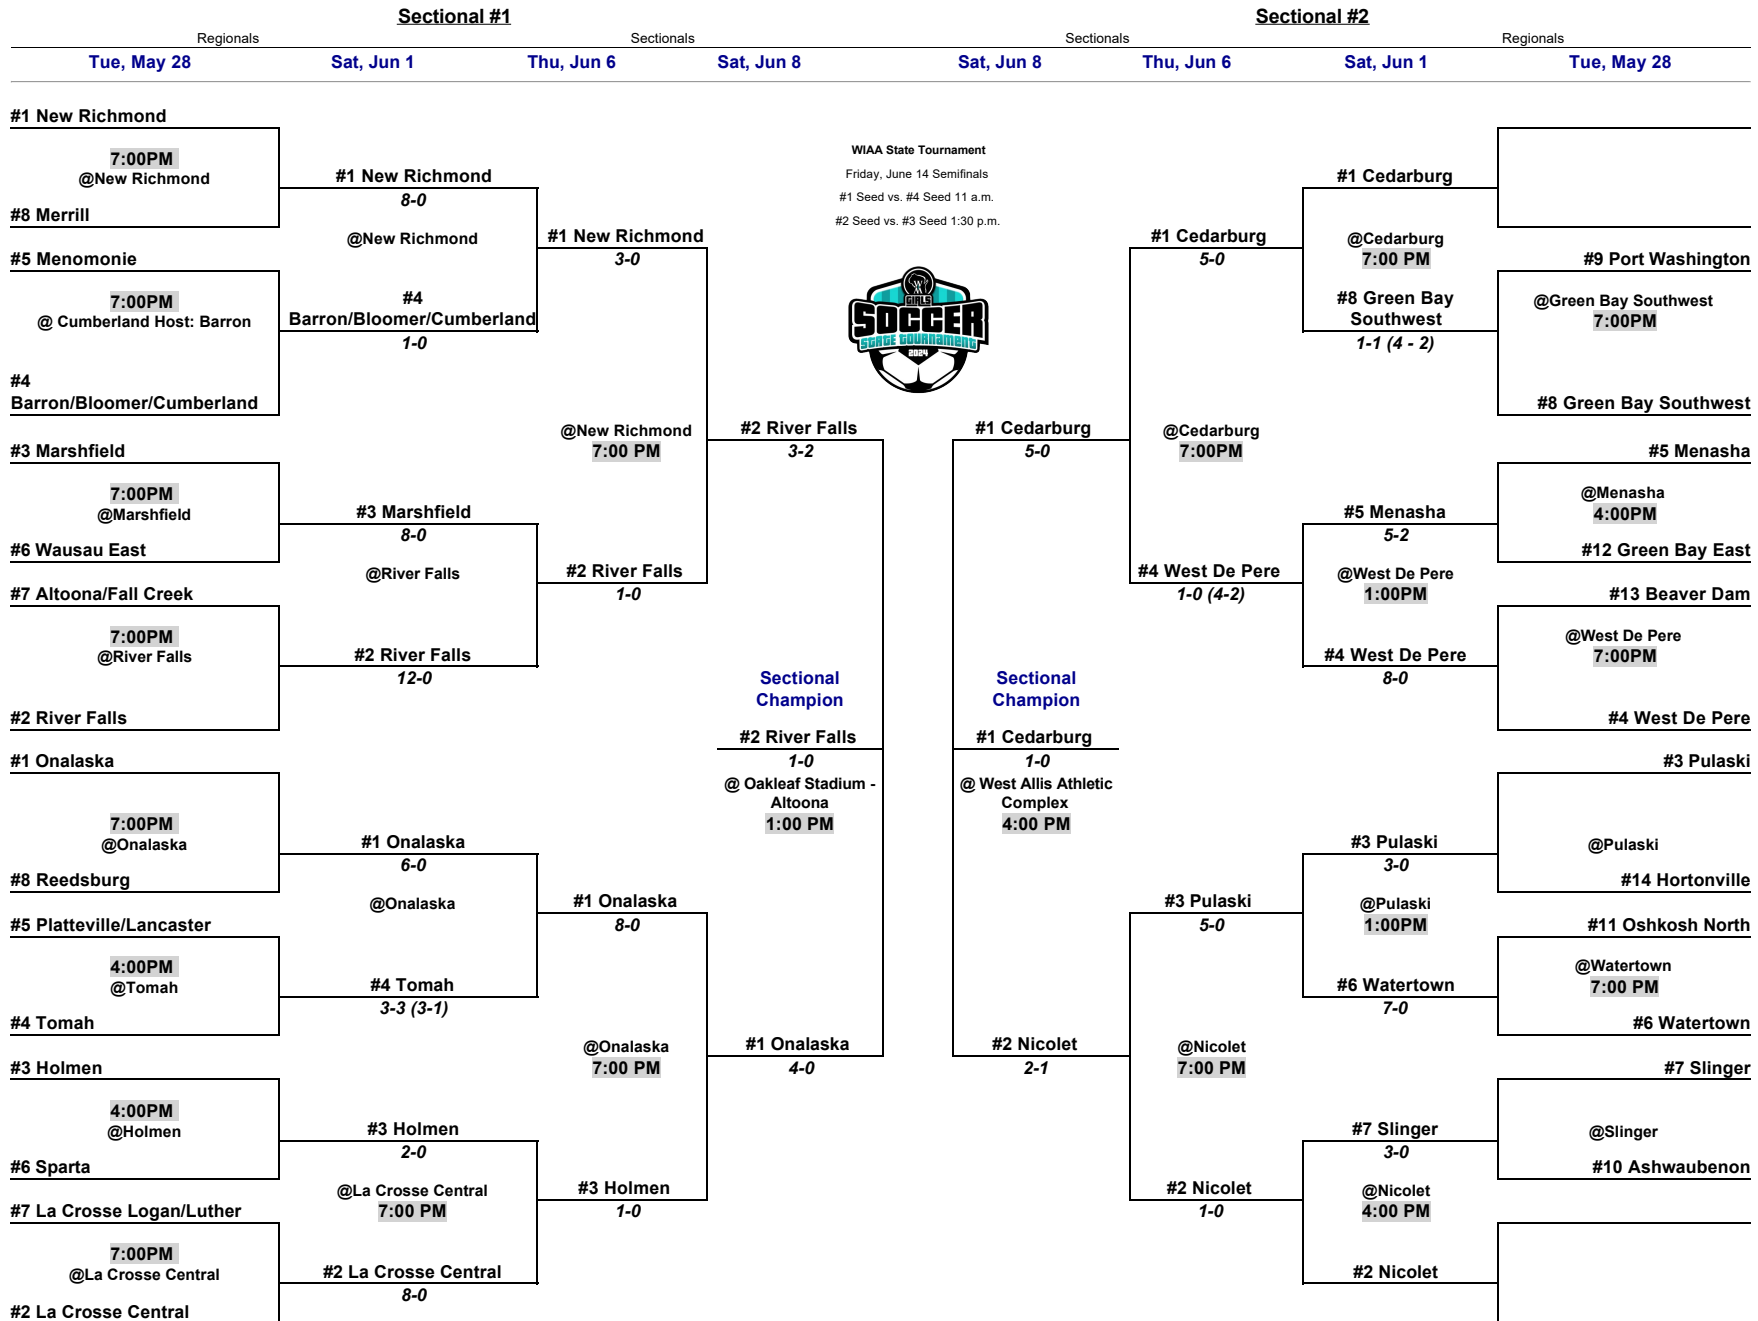 Sectional #1
Sectional #2
Regionals
Sectionals
Sectionals
Regionals
Tue, May 28
Sat, Jun 1
Thu, Jun 6
Sat, Jun 8
Sat, Jun 8
Thu, Jun 6
Sat, Jun 1
Tue, May 28
#1 New Richmond
7:00PM
@New Richmond
#8 Merrill
#5 Menomonie
7:00PM
@ Cumberland Host: Barron
#4
Barron/Bloomer/Cumberland
#3 Marshfield
7:00PM
@Marshfield
#6 Wausau East
#7 Altoona/Fall Creek
7:00PM
@River Falls
#2 River Falls
#1 Onalaska
7:00PM
@Onalaska
#8 Reedsburg
#5 Platteville/Lancaster
4:00PM
@Tomah
#4 Tomah
#3 Holmen
4:00PM
@Holmen
#6 Sparta
#7 La Crosse Logan/Luther
7:00PM
@La Crosse Central
#2 La Crosse Central
#1 New Richmond
8-0
@New Richmond
#4
Barron/Bloomer/Cumberland
1-0
#3 Marshfield
8-0
@River Falls
#2 River Falls
12-0
#1 Onalaska
6-0
@Onalaska
#4 Tomah
3-3 (3-1)
#3 Holmen
2-0
@La Crosse Central
7:00 PM
#2 La Crosse Central
8-0
#1 New Richmond
3-0
@New Richmond
7:00 PM
#2 River Falls
1-0
#1 Onalaska
8-0
@Onalaska
7:00 PM
#3 Holmen
1-0
#2 River Falls
3-2
Sectional
Champion
#2 River Falls
1-0
@ Oakleaf Stadium -
Altoona
1:00 PM
#1 Onalaska
4-0
WIAA State Tournament
Friday, June 14 Semifinals
#1 Seed vs. #4 Seed 11 a.m.
#2 Seed vs. #3 Seed 1:30 p.m.
GIRLS
SOCCER
STATE TOURNAMENT
2024
#1 Cedarburg
5-0
Sectional
Champion
#1 Cedarburg
1-0
@ West Allis Athletic
Complex
4:00 PM
#2 Nicolet
2-1
#1 Cedarburg
5-0
@Cedarburg
7:00PM
#4 West De Pere
1-0 (4-2)
#3 Pulaski
5-0
@Nicolet
7:00 PM
#2 Nicolet
1-0
#1 Cedarburg
@Cedarburg
7:00 PM
#8 Green Bay
Southwest
1-1 (4 - 2)
#5 Menasha
5-2
@West De Pere
1:00PM
#4 West De Pere
8-0
#3 Pulaski
3-0
@Pulaski
1:00PM
#6 Watertown
7-0
#7 Slinger
3-0
@Nicolet
4:00 PM
#2 Nicolet
#9 Port Washington
@Green Bay Southwest
7:00PM
#8 Green Bay Southwest
#5 Menasha
@Menasha
4:00PM
#12 Green Bay East
#13 Beaver Dam
@West De Pere
7:00PM
#4 West De Pere
#3 Pulaski
@Pulaski
#14 Hortonville
#11 Oshkosh North
@Watertown
7:00 PM
#6 Watertown
#7 Slinger
@Slinger
#10 Ashwaubenon